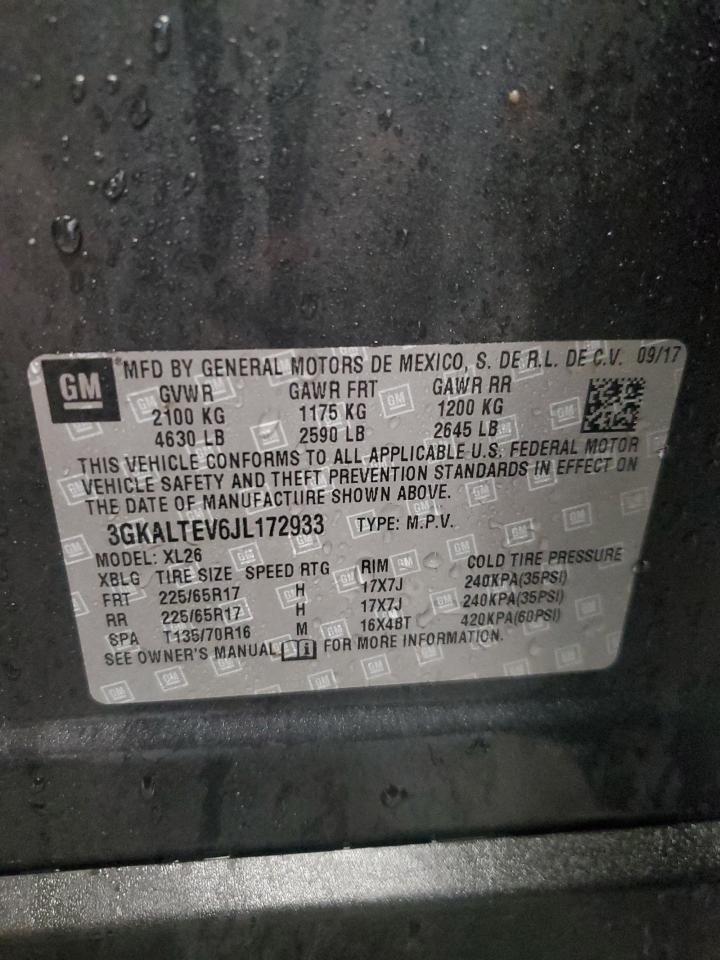 GM ® MFD BY GENERAL MOTORS DE MEXICO, S. DE R.L. DE C.V. 09/17
GVWR GAWR FRT GAWR RR
2100 KG 1175 KG 1200 KG
4630 LB 2590 LB 2645 LB
THIS VEHICLE CONFORMS TO ALL APPLICABLE U.S. FEDERAL MOTOR
VEHICLE SAFETY AND THEFT PREVENTION STANDARDS IN EFFECT ON
THE DATE OF MANUFACTURE SHOWN ABOVE.
3GKALTEV6JL172933 TYPE: M.P.V.
MODEL: XL26
XBLG TIRE SIZE SPEED RTG RIM COLD TIRE PRESSURE
FRT 225/65R17 H 17X7J 240KPA(35PSI)
RR 225/65R17 H 17X7J 240KPA(35PSI)
SPA T135/70R16 M 16X4BT 420KPA(60PSI)
SEE OWNER'S MANUAL i FOR MORE INFORMATION.